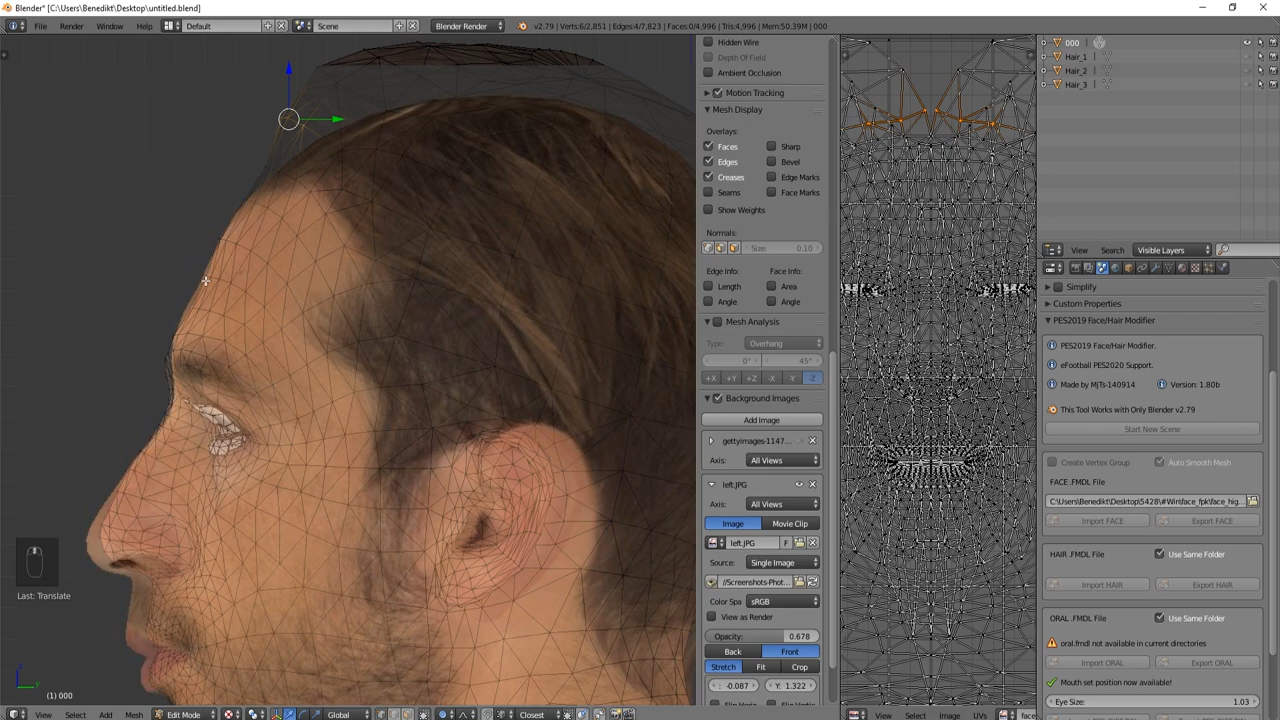 Blender* [C:\Users\Benedikt\Desktop\untitled.blend]
File Render Window Help Default Scene Blender Render v2.79 | Verts:6/2,851 | Edges:4/7,823 | Faces:0/4,996 | Tris:4,996 | Mem:50.39M | 000
Hidden Wire
Depth Of Field
Ambient Occlusion
Motion Tracking
Mesh Display
Overlays:
Faces Sharp
Edges Bevel
Creases Edge Marks
Seams Face Marks
Show Weights
Normals:
Size: 0.10
Edge Info: Face Info:
Length Area
Angle Angle
Mesh Analysis
Type: Overhang
0° 45°
+X +Y +Z -X -Y -Z
Background Images
Add Image
gettyimages-1147...
Axis: All Views
left.JPG
Axis: All Views
Image Movie Clip
left.JPG F
Source: Single Image
//Screenshots-Phot...
Color Spa sRGB
View as Render
Opacity: 0.678
Back Front
Stretch Fit Crop
: -0.087 Y: 1.322
000
Hair_1
Hair_2
Hair_3
View Search Visible Layers
Simplify
Custom Properties
PES2019 Face/Hair Modifier
PES2019 Face/Hair Modifier.
eFootball PES2020 Support.
Made by MjTs-140914 Version: 1.80b
This Tool Works with Only Blender v2.79
Start New Scene
Create Vertex Group Auto Smooth Mesh
FACE .FMDL File
C:\Users\Benedikt\Desktop\5428\#Win\face_fpk\face_hig...
Import FACE Export FACE
HAIR .FMDL File Use Same Folder
Import HAIR Export HAIR
ORAL .FMDL File Use Same Folder
oral.fmdl not available in current directories
Import ORAL Export ORAL
Mouth set position now available!
Eye Size: 1.03
Last: Translate
z
y
(1) 000
View Select Add Mesh Edit Mode Global Closest
View Select Image UVs face